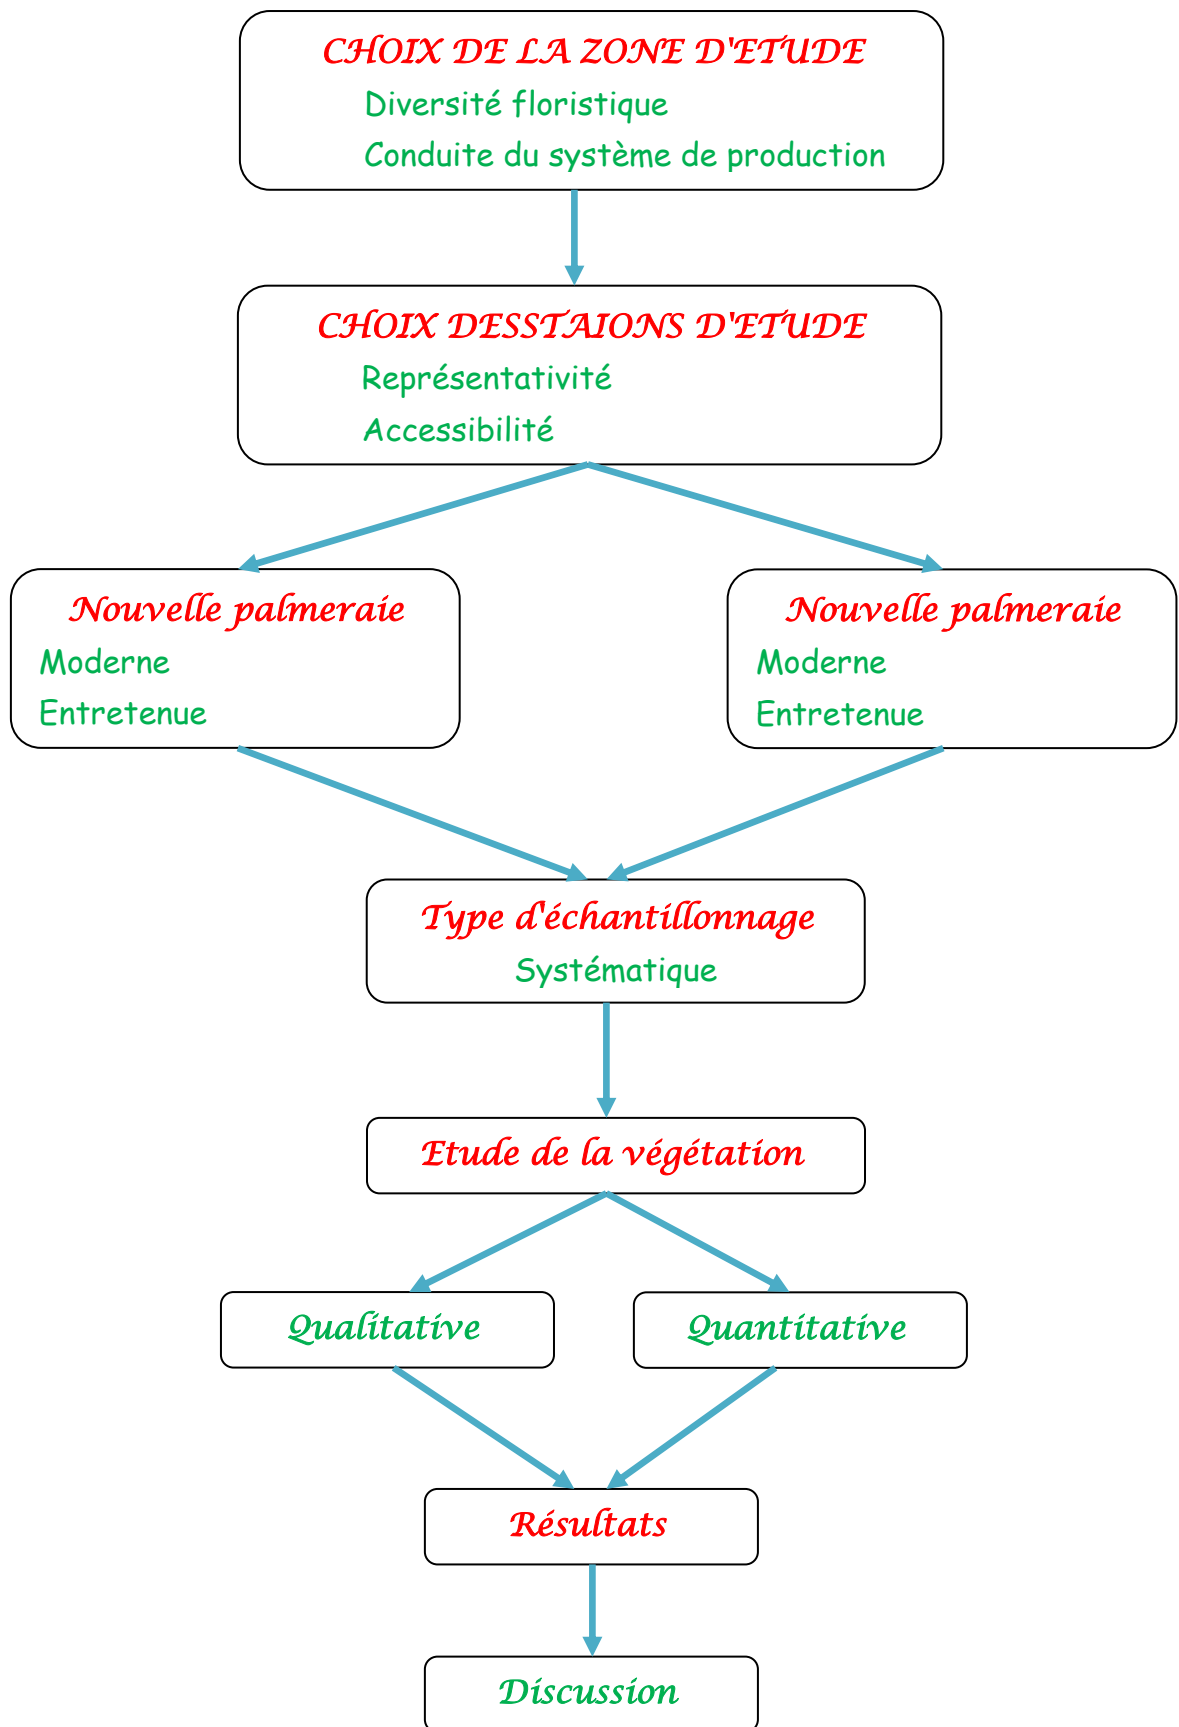 CHOIX DE LA ZONE D'ETUDE
Diversité floristique
Conduite du système de production
CHOIX DESSTAIONS D'ETUDE
Représentativité
Accessibilité
Nouvelle palmeraie
Moderne
Entretenue
Nouvelle palmeraie
Moderne
Entretenue
Type d'échantillonnage
Systématique
Etude de la végétation
Qualitative
Quantitative
Résultats
Discussion